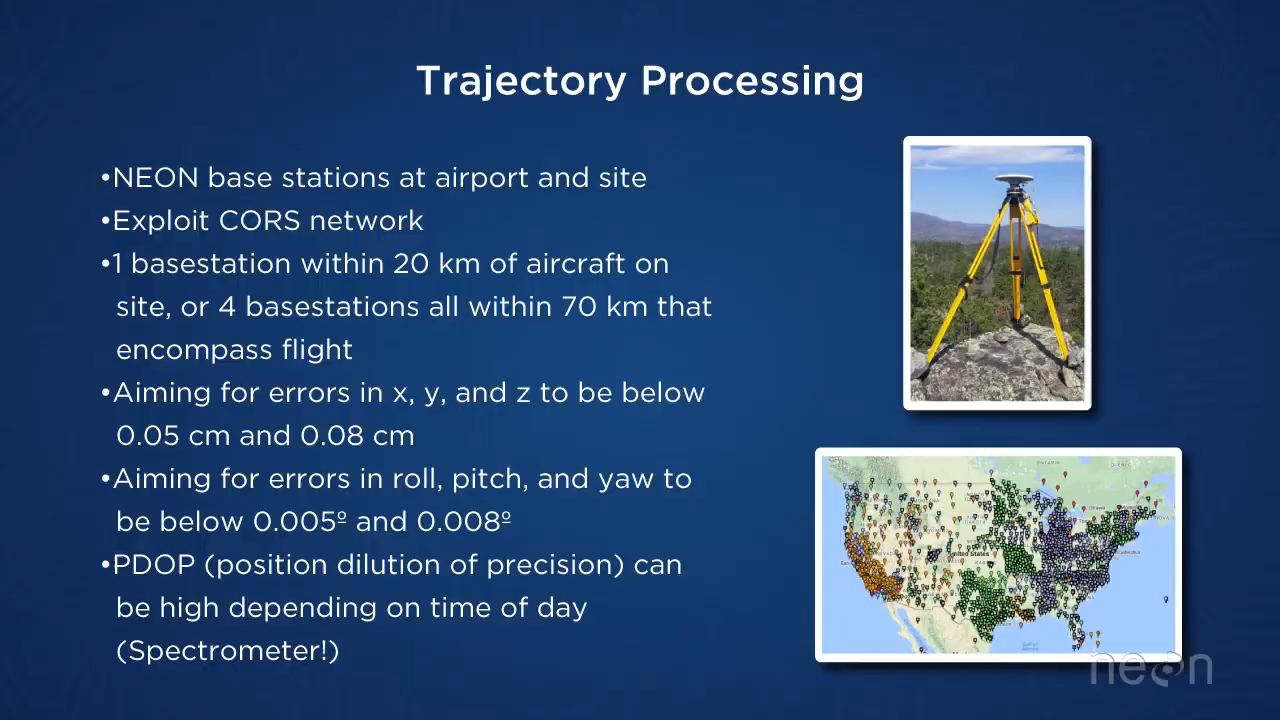 Trajectory Processing
•NEON base stations at airport and site
•Exploit CORS network
•1 basestation within 20 km of aircraft on
site, or 4 basestations all within 70 km that
encompass flight
•Aiming for errors in x, y, and z to be below
0.05 cm and 0.08 cm
•Aiming for errors in roll, pitch, and yaw to
be below 0.005º and 0.008º
•PDOP (position dilution of precision) can
be high depending on time of day
(Spectrometer!)
ONTARIO
QUEBEC
United States
neon